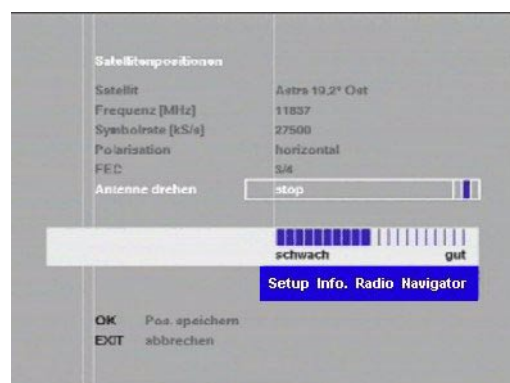 Satellitenpositionen
Satellit Astra 19,2° Ost
Frequenz [MHz] 11837
Symbolrate [kS/s] 27500
Polarisation horizontal
FEC 3/4
Antenne drehen stop
schwach gut
Setup Info. Radio Navigator
OK Pos. speichern
EXIT abbrechen